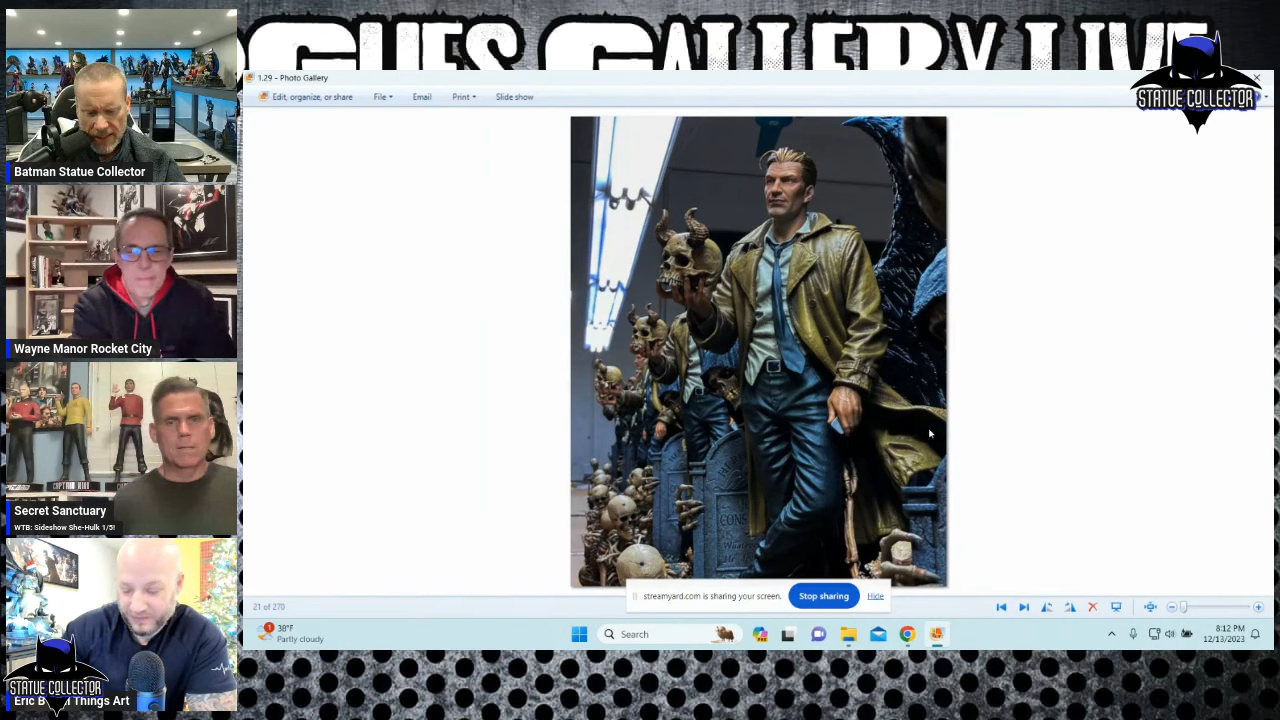 ROGUES GALLERY LIVE
STATUE COLLECTOR
1.29 - Photo Gallery
Edit, organize, or share
File
Email
Print
Slide show
Batman Statue Collector
Wayne Manor Rocket City
Secret Sanctuary
WTB: Sideshow She-Hulk 1/5!
STATUE COLLECTOR
Eric B Things Art
CONS
streamyard.com is sharing your screen.
Stop sharing
Hide
21 of 270
1
38°F
Partly cloudy
Search
8:12 PM
12/13/2023